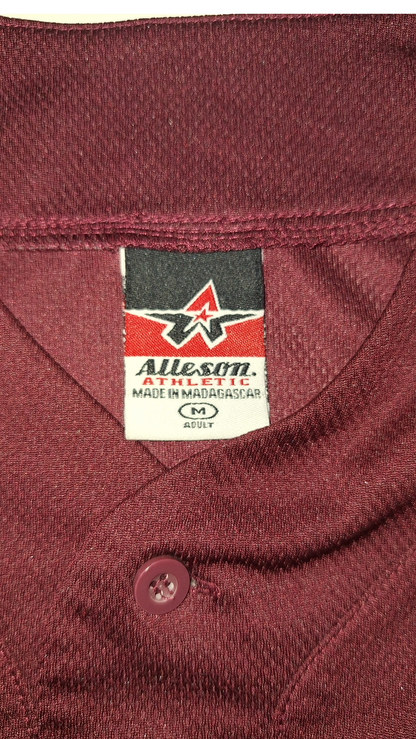 Alleson.
ATHLETIC
MADE IN MADAGASCAR
M
ADULT